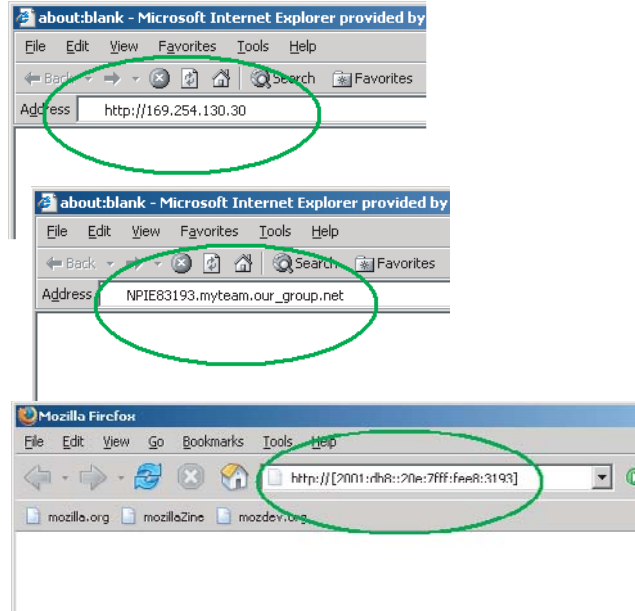 about:blank - Microsoft Internet Explorer provided by
File Edit View Favorites Tools Help
Back Search Favorites
Address http://169.254.130.30
about:blank - Microsoft Internet Explorer provided by
File Edit View Favorites Tools Help
Back Search Favorites
Address NPIE83193.myteam.our_group.net
Mozilla Firefox
File Edit View Go Bookmarks Tools Help
http://[2001:db8::20e:7fff:fee8:3193]
mozilla.org mozillaZine mozdev.org